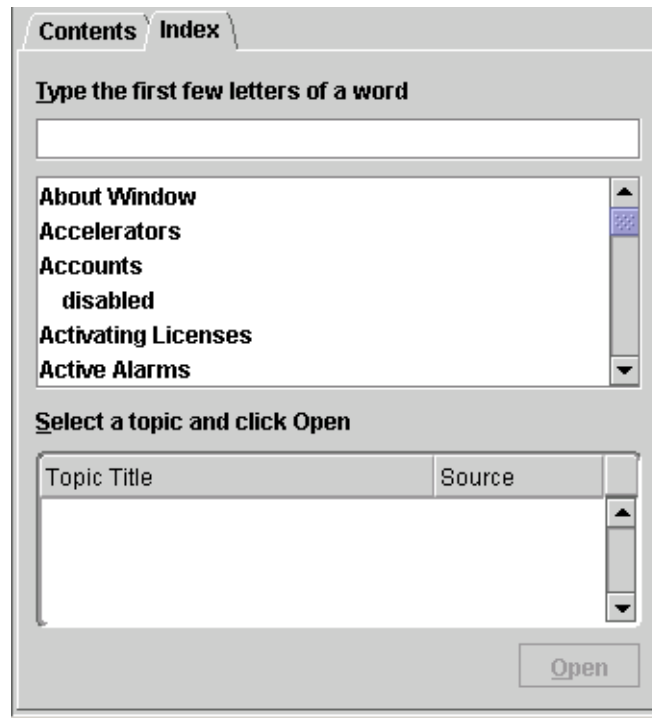 Contents Index
Type the first few letters of a word
About Window
Accelerators
Accounts
disabled
Activating Licenses
Active Alarms
Select a topic and click Open
Topic Title Source
Open